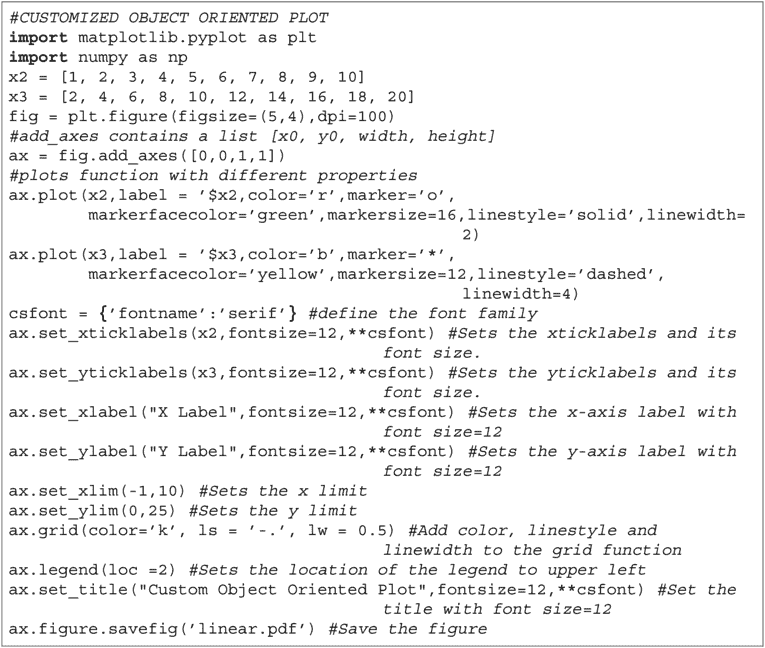 #CUSTOMIZED OBJECT ORIENTED PLOT
import matplotlib.pyplot as plt
import numpy as np
x2 = [1, 2, 3, 4, 5, 6, 7, 8, 9, 10]
x3 = [2, 4, 6, 8, 10, 12, 14, 16, 18, 20]
fig = plt.figure(figsize=(5,4),dpi=100)
#add_axes contains a list [x0, y0, width, height]
ax = fig.add_axes([0,0,1,1])
#plots function with different properties
ax.plot(x2,label = '$x2,color='r',marker='o',
markerfacecolor='green',markersize=16,linestyle='solid',linewidth=
2)
ax.plot(x3,label = '$x3,color='b',marker='*',
markerfacecolor='yellow',markersize=12,linestyle='dashed',
linewidth=4)
csfont = {'fontname':'serif'} #define the font family
ax.set_xticklabels(x2,fontsize=12,**csfont) #Sets the xticklabels and its
font size.
ax.set_yticklabels(x3,fontsize=12,**csfont) #Sets the yticklabels and its
font size.
ax.set_xlabel("X Label",fontsize=12,**csfont) #Sets the x-axis label with
font size=12
ax.set_ylabel("Y Label",fontsize=12,**csfont) #Sets the y-axis label with
font size=12
ax.set_xlim(-1,10) #Sets the x limit
ax.set_ylim(0,25) #Sets the y limit
ax.grid(color='k', ls = '-.', lw = 0.5) #Add color, linestyle and
linewidth to the grid function
ax.legend(loc =2) #Sets the location of the legend to upper left
ax.set_title("Custom Object Oriented Plot",fontsize=12,**csfont) #Set the
title with font size=12
ax.figure.savefig('linear.pdf') #Save the figure